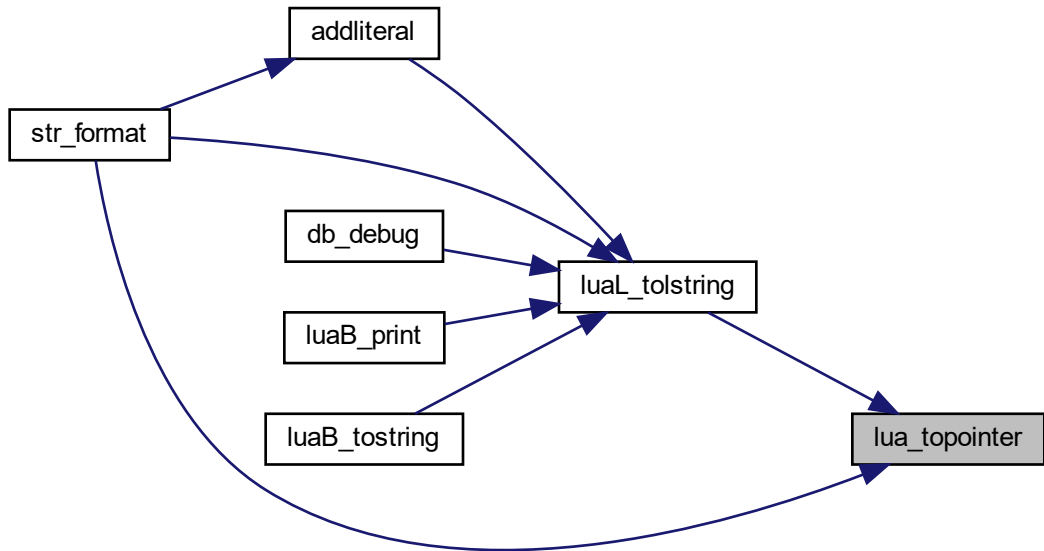 addliteral
str_format
db_debug
luaL_tolstring
luaB_print
luaB_tostring
lua_topointer